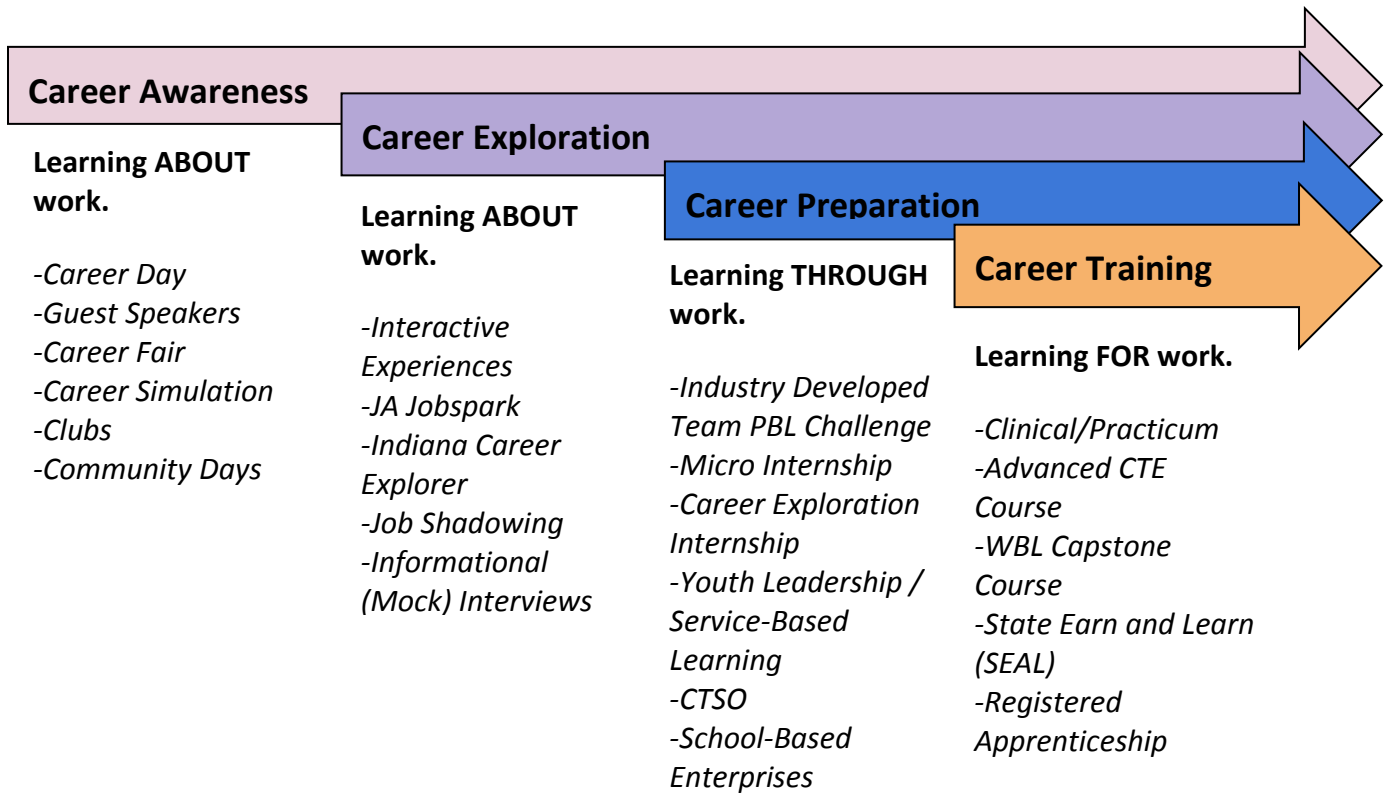 Career Awareness
Learning ABOUT
work.
-Career Day
-Guest Speakers
-Career Fair
-Career Simulation
-Clubs
-Community Days
Career Exploration
Learning ABOUT
work.
-Interactive
Experiences
-JA Jobspark
-Indiana Career
Explorer
-Job Shadowing
-Informational
(Mock) Interviews
Career Preparation
Learning THROUGH
work.
-Industry Developed
Team PBL Challenge
-Micro Internship
-Career Exploration
Internship
-Youth Leadership /
Service-Based
Learning
-CTSO
-School-Based
Enterprises
Career Training
Learning FOR work.
-Clinical/Practicum
-Advanced CTE
Course
-WBL Capstone
Course
-State Earn and Learn
(SEAL)
-Registered
Apprenticeship